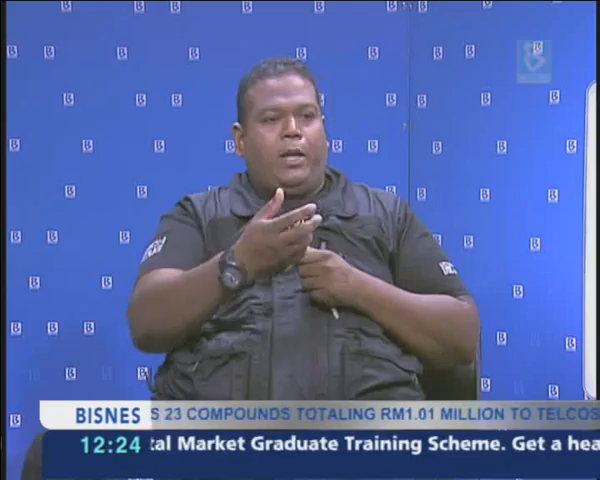 BISNES S 23 COMPOUNDS TOTALING RM1.01 MILLION TO TELCOS
12:24 tal Market Graduate Training Scheme. Get a hea